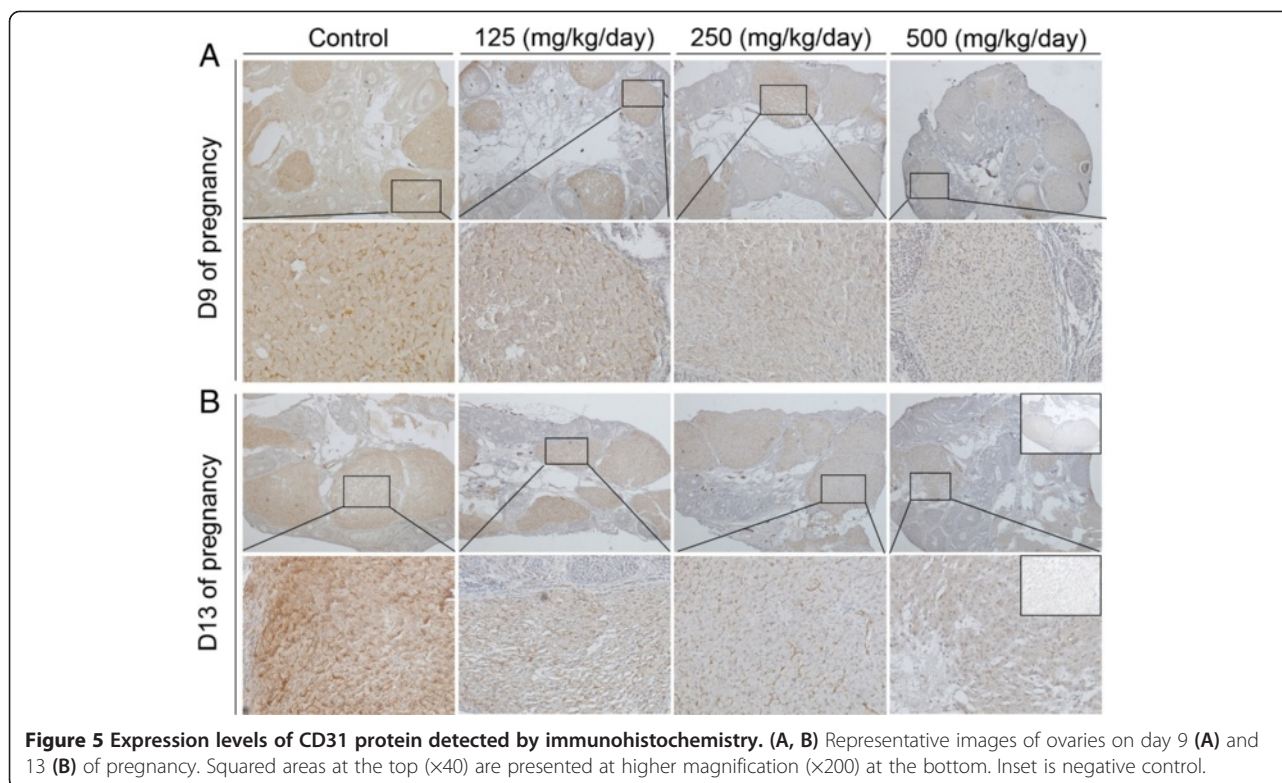 Control
125 (mg/kg/day)
250 (mg/kg/day)
500 (mg/kg/day)
A
D9 of pregnancy
B
D13 of pregnancy
Figure 5 Expression levels of CD31 protein detected by immunohistochemistry. (A, B) Representative images of ovaries on day 9 (A) and
13 (B) of pregnancy. Squared areas at the top (×40) are presented at higher magnification (×200) at the bottom. Inset is negative control.